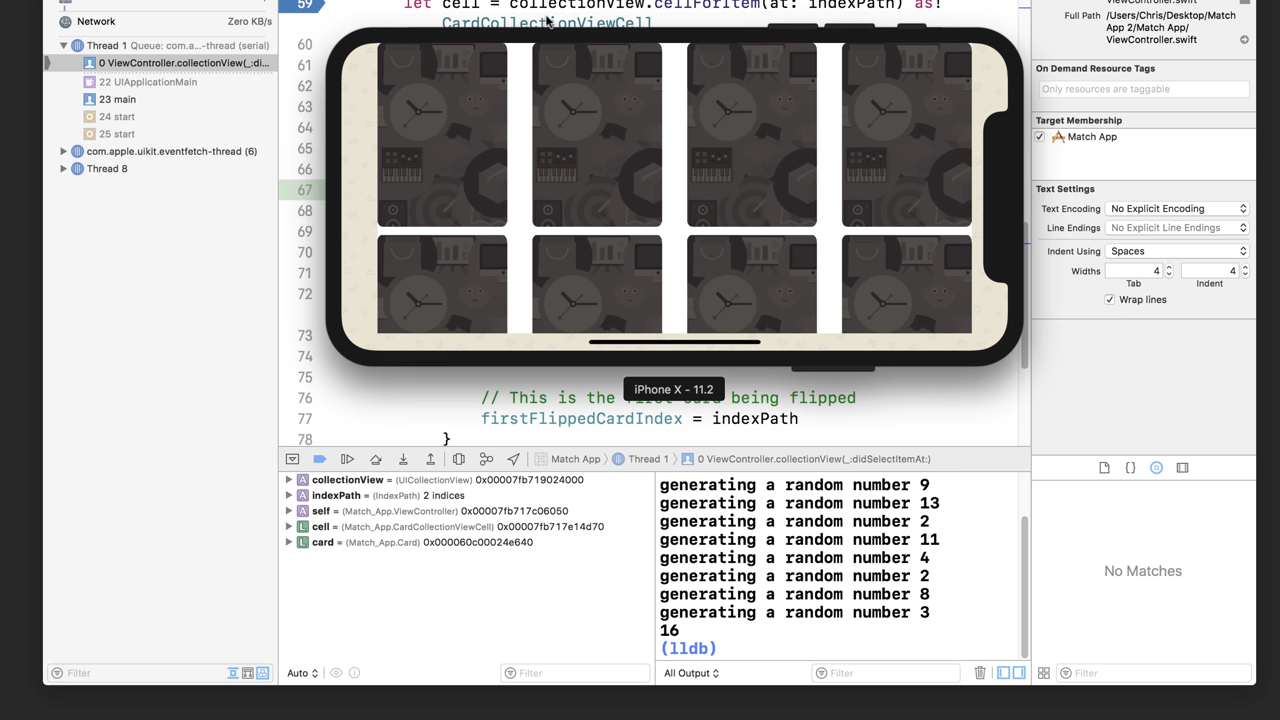 59
let cell = collectionView.cellForItem(at: indexPath) as!
CardCollectionViewCell
ViewController.swift
Full Path
/Users/Chris/Desktop/Match
App 2/Match App/
ViewController.swift
Network
Zero KB/s
Thread 1 Queue: com.a...-thread (serial)
0 ViewController.collectionView(_:di...
22 UIApplicationMain
23 main
24 start
25 start
com.apple.uikit.eventfetch-thread (6)
Thread 8
60
61
62
63
64
65
66
67
68
69
70
71
72
73
74
75
76
// This is the first card being flipped
77
firstFlippedCardIndex = indexPath
78
}
iPhone X - 11.2
On Demand Resource Tags
Only resources are taggable
Target Membership
Match App
Text Settings
Text Encoding
No Explicit Encoding
Line Endings
No Explicit Line Endings
Indent Using
Spaces
Widths
4
4
Tab
Indent
Wrap lines
Match App
Thread 1
0 ViewController.collectionView(_:didSelectItemAt:)
collectionView = (UICollectionView) 0x00007fb719024000
indexPath = (IndexPath) 2 indices
self = (Match_App.ViewController) 0x00007fb717c06050
cell = (Match_App.CardCollectionViewCell) 0x00007fb717e14d70
card = (Match_App.Card) 0x000060c00024e640
generating a random number 9
generating a random number 13
generating a random number 2
generating a random number 11
generating a random number 4
generating a random number 2
generating a random number 8
generating a random number 3
16
(lldb)
No Matches
Filter
Auto
Filter
All Output
Filter
Filter